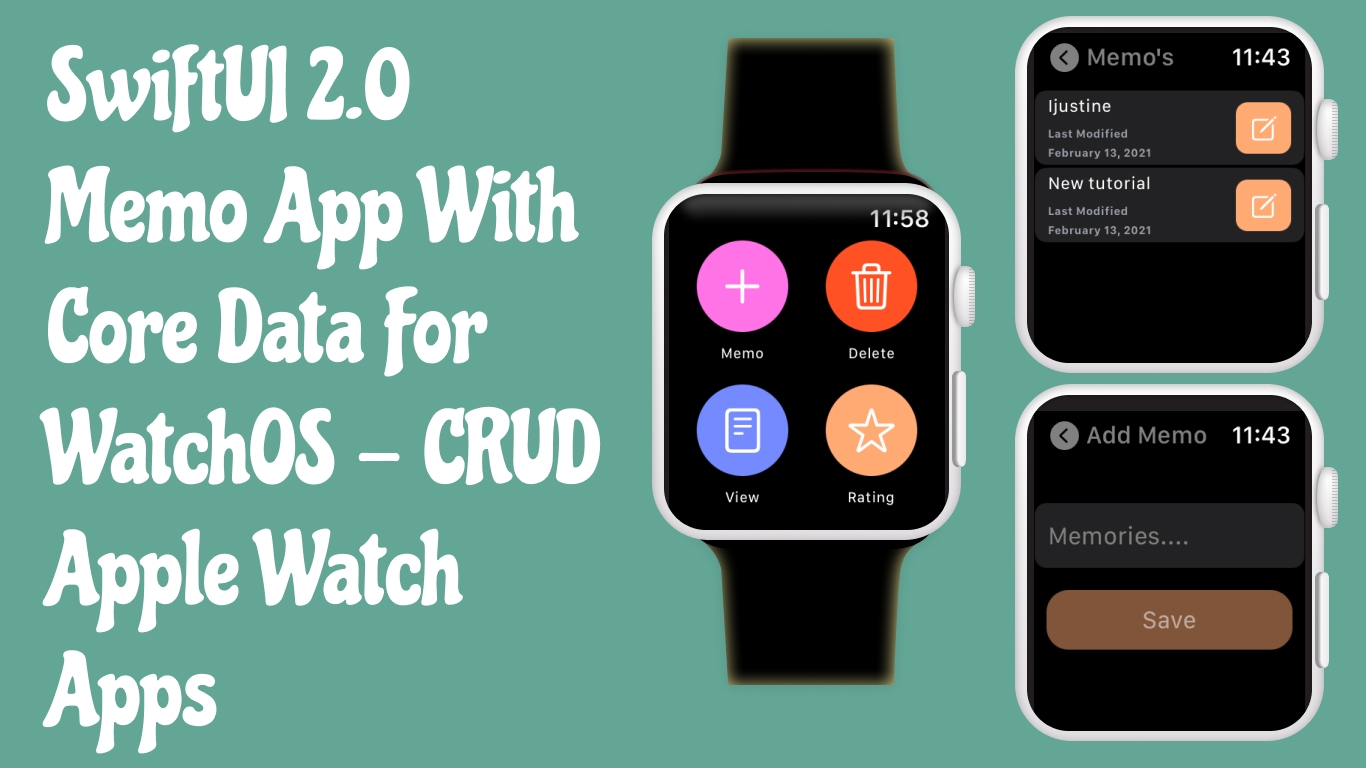 SwiftUI 2.0
Memo App With
Core Data for
WatchOS - CRUD
Apple Watch
Apps
11:58
Memo
Delete
View
Rating
Memo's 11:43
Ijustine
Last Modified
February 13, 2021
New tutorial
Last Modified
February 13, 2021
Add Memo 11:43
Memories....
Save